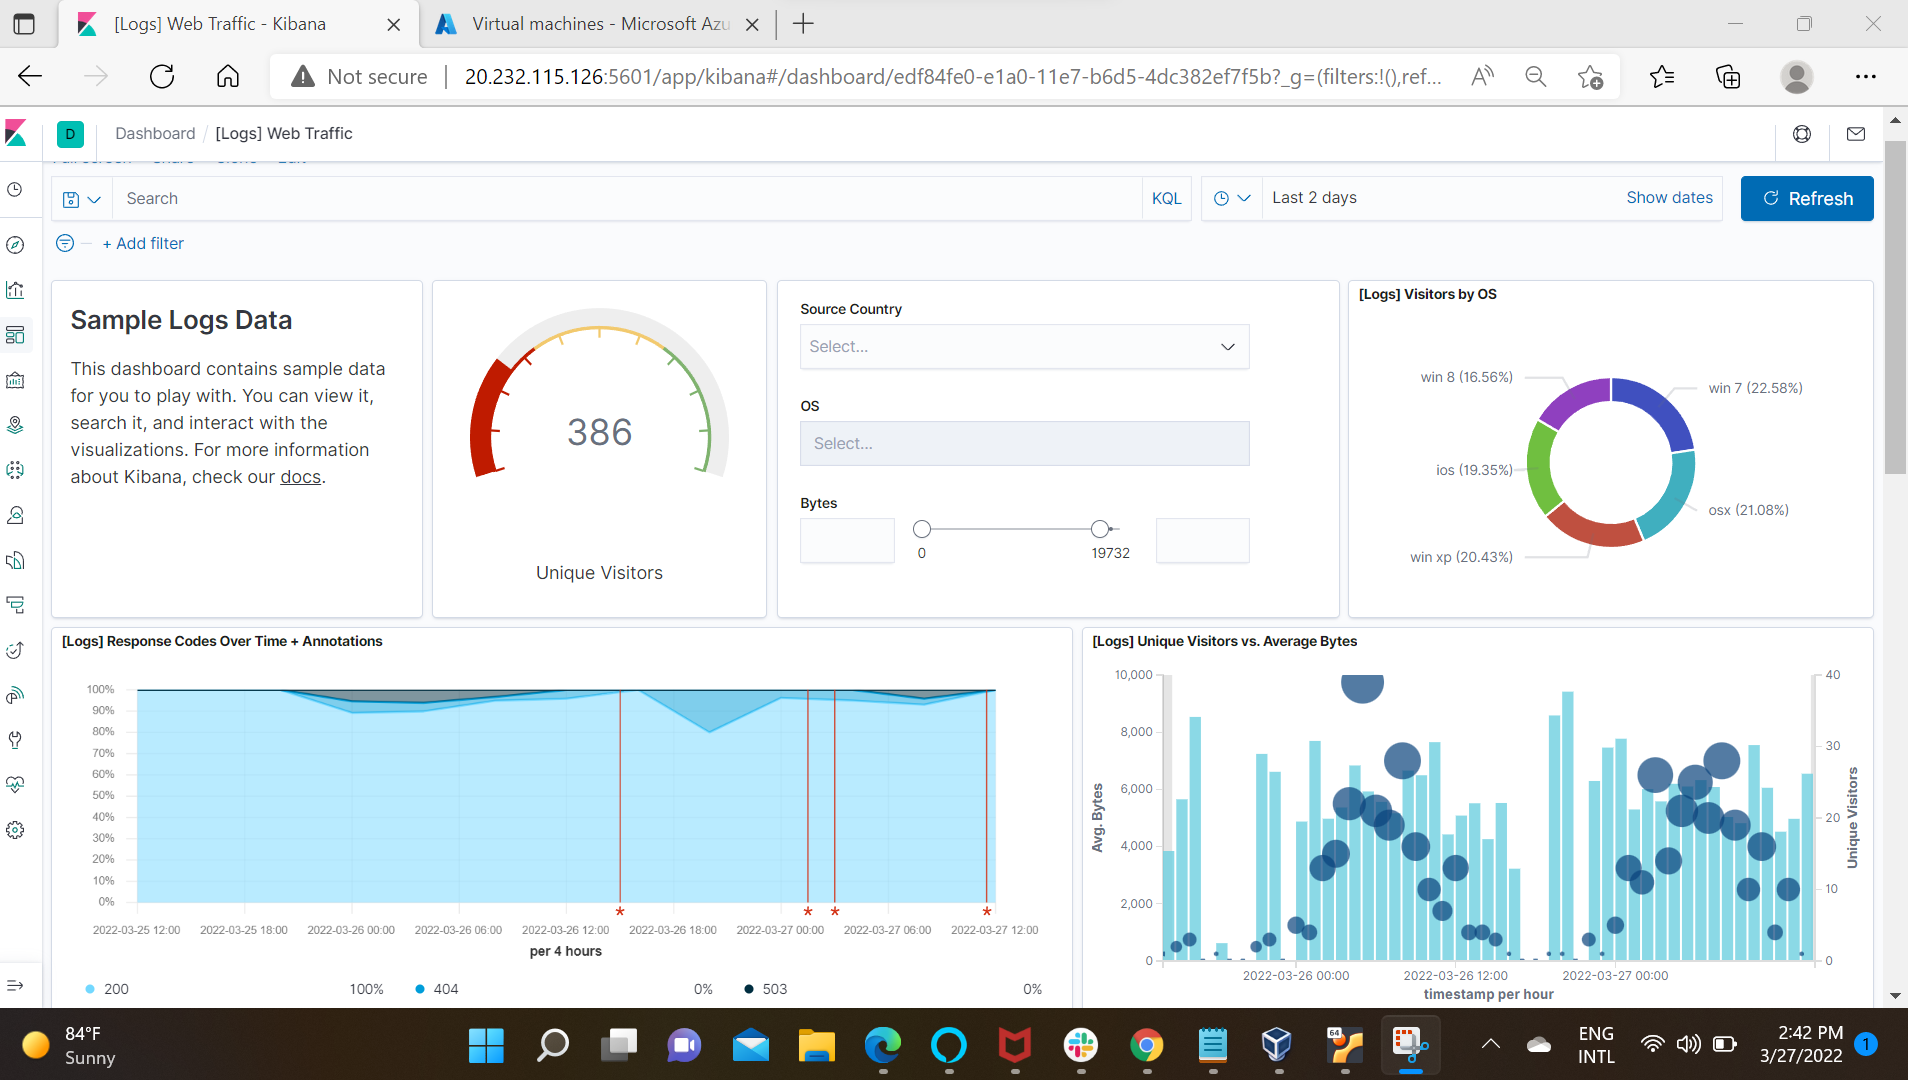 [Logs] Web Traffic - Kibana
Virtual machines - Microsoft Azu
Not secure
20.232.115.126:5601/app/kibana#/dashboard/edf84fe0-e1a0-11e7-b6d5-4dc382ef7f5b?_g=(filters:!(),ref...
D
Dashboard / [Logs] Web Traffic
Full screen Share Clone Edit
Search
KQL
Last 2 days
Show dates
Refresh
+ Add filter
Sample Logs Data
This dashboard contains sample data
for you to play with. You can view it,
search it, and interact with the
visualizations. For more information
about Kibana, check our docs.
386
Unique Visitors
Source Country
Select...
OS
Select...
Bytes
0
19732
[Logs] Visitors by OS
win 8 (16.56%)
win 7 (22.58%)
ios (19.35%)
osx (21.08%)
win xp (20.43%)
[Logs] Response Codes Over Time + Annotations
100%
90%
80%
70%
60%
50%
40%
30%
20%
10%
0%
2022-03-25 12:00 2022-03-25 18:00 2022-03-26 00:00 2022-03-26 06:00 2022-03-26 12:00 2022-03-26 18:00 2022-03-27 00:00 2022-03-27 06:00 2022-03-27 12:00
per 4 hours
200 100% 404 0% 503 0%
[Logs] Unique Visitors vs. Average Bytes
10,000
8,000
6,000
4,000
2,000
0
Avg. Bytes
40
30
20
10
0
Unique Visitors
2022-03-26 00:00 2022-03-26 12:00 2022-03-27 00:00
timestamp per hour
84°F
Sunny
64
ENG
INTL
2:42 PM
3/27/2022
1